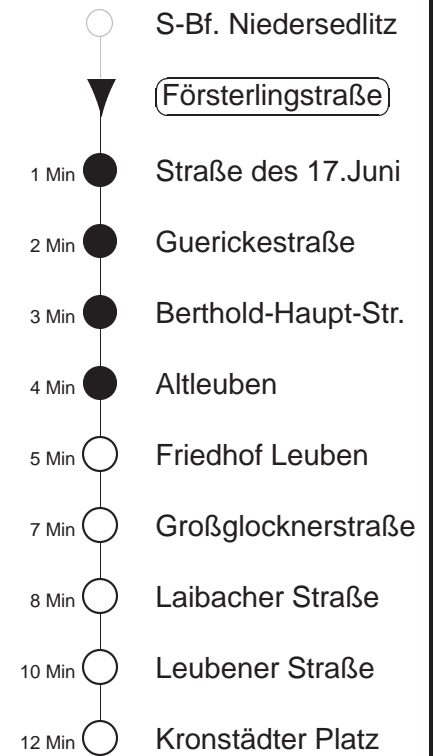 S-Bf. Niedersedlitz
Försterlingstraße
1 Min Straße des 17.Juni
2 Min Guerickestraße
3 Min Berthold-Haupt-Str.
4 Min Altleuben
5 Min Friedhof Leuben
7 Min Großglocknerstraße
8 Min Laibacher Straße
10 Min Leubener Straße
12 Min Kronstädter Platz